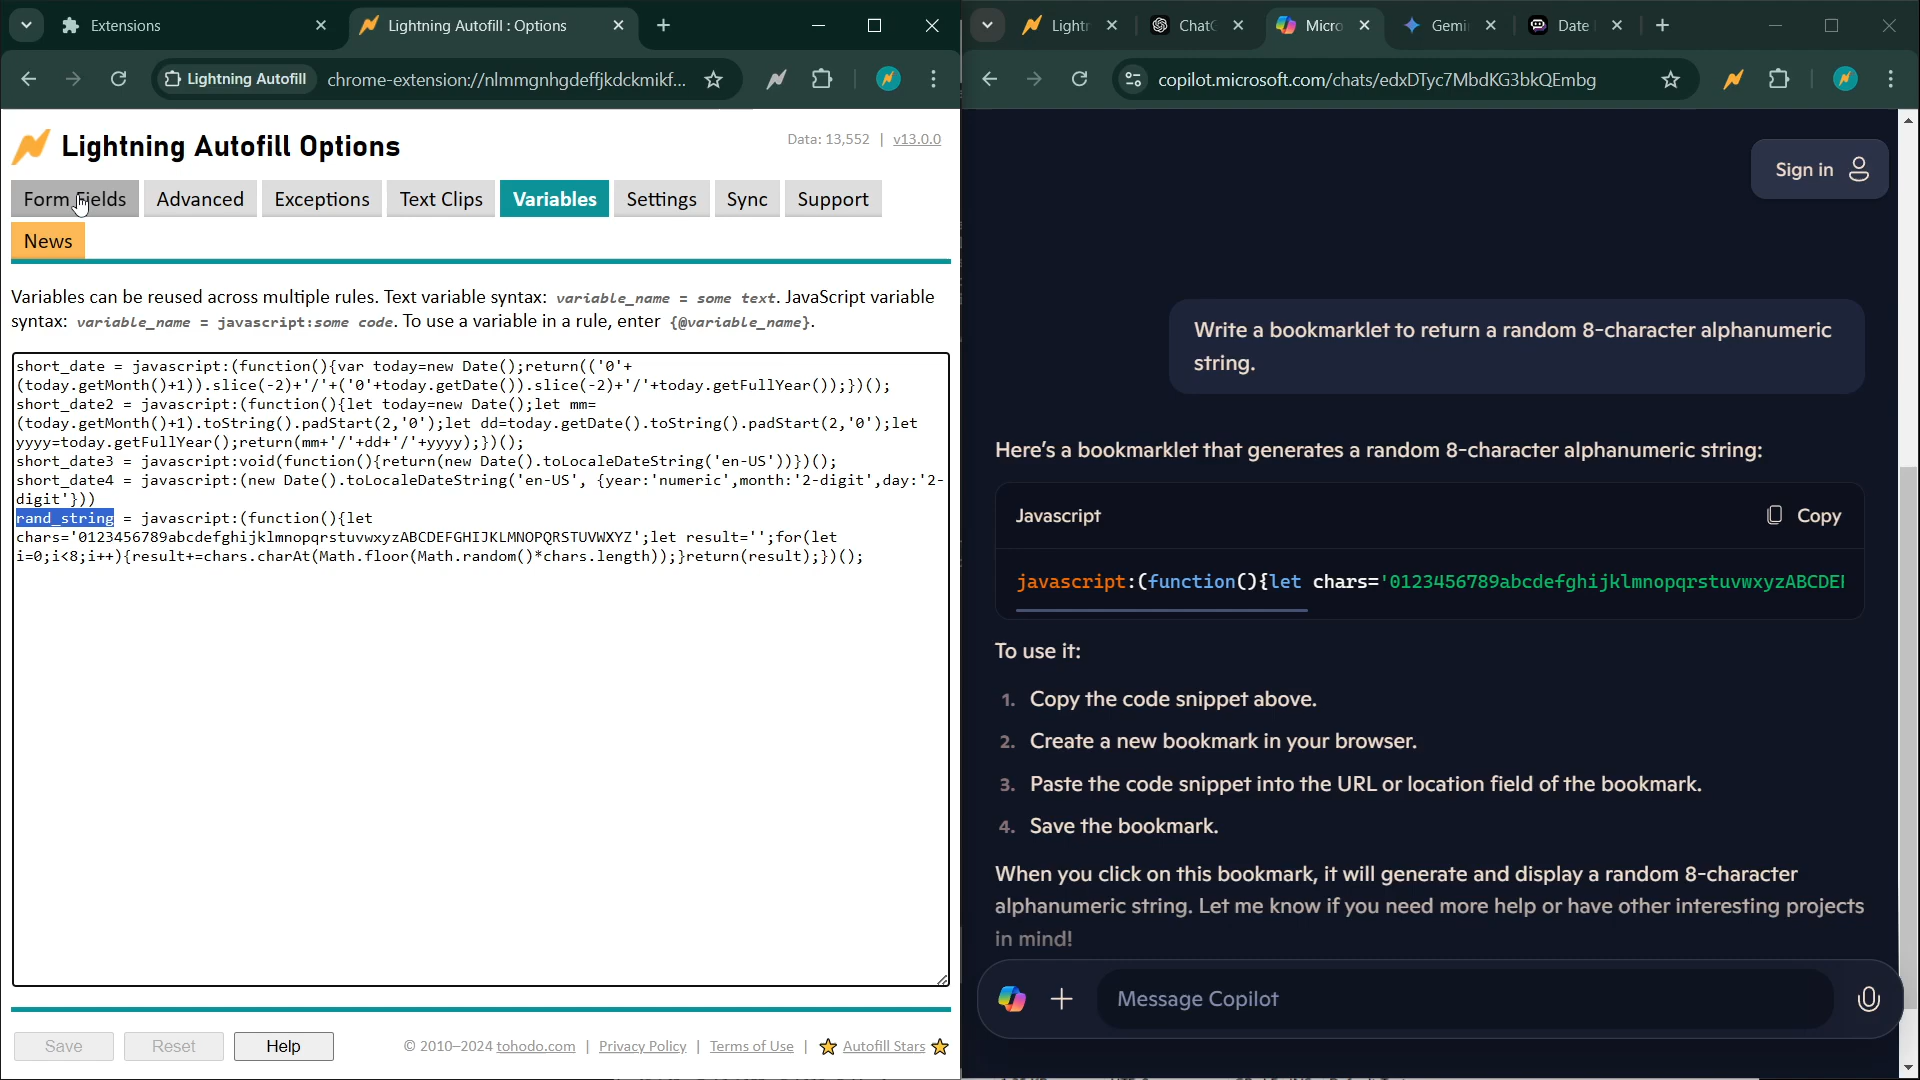 Extensions
Lightning Autofill : Options
Lightning Autofill
chrome-extension://nlmmgnhgdeffjkdckmikf...
Lightning Autofill Options
Data: 13,552 | v13.0.0
Form Fields
Advanced
Exceptions
Text Clips
Variables
Settings
Sync
Support
News
Variables can be reused across multiple rules. Text variable syntax: variable_name = some text. JavaScript variable
syntax: variable_name = javascript:some code. To use a variable in a rule, enter {@variable_name}.
short_date = javascript:(function(){var today=new Date();return(('0'+
(today.getMonth()+1)).slice(-2)+'/'+('0'+today.getDate()).slice(-2)+'/'+today.getFullYear());})();
short_date2 = javascript:(function(){let today=new Date();let mm=
(today.getMonth()+1).toString().padStart(2,'0');let dd=today.getDate().toString().padStart(2,'0');let
yyyy=today.getFullYear();return(mm+'/'+dd+'/'+yyyy);})();
short_date3 = javascript:void(function(){return(new Date().toLocaleDateString('en-US'))})();
short_date4 = javascript:(new Date().toLocaleDateString('en-US', {year:'numeric',month:'2-digit',day:'2-
digit'}))
rand_string = javascript:(function(){let
chars='0123456789abcdefghijklmnopqrstuvwxyzABCDEFGHIJKLMNOPQRSTUVWXYZ';let result='';for(let
i=0;i<8;i++){result+=chars.charAt(Math.floor(Math.random()*chars.length));}return(result);})();
Save
Reset
Help
© 2010–2024 tohodo.com | Privacy Policy | Terms of Use | Autofill Stars
Lightn
ChatG
Micro
Gemi
Date
copilot.microsoft.com/chats/edxDTyc7MbdKG3bkQEmbg
Sign in
Write a bookmarklet to return a random 8-character alphanumeric
string.
Here's a bookmarklet that generates a random 8-character alphanumeric string:
Javascript
Copy
javascript:(function(){let chars='0123456789abcdefghijklmnopqrstuvwxyzABCDE
To use it:
1. Copy the code snippet above.
2. Create a new bookmark in your browser.
3. Paste the code snippet into the URL or location field of the bookmark.
4. Save the bookmark.
When you click on this bookmark, it will generate and display a random 8-character
alphanumeric string. Let me know if you need more help or have other interesting projects
in mind!
Message Copilot